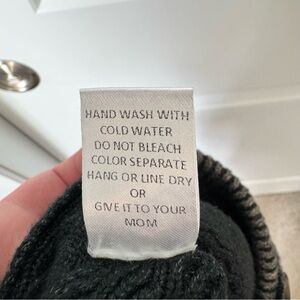 HAND WASH WITH
COLD WATER
DO NOT BLEACH
COLOR SEPARATE
HANG OR LINE DRY
OR
GIVE IT TO YOUR
MOM